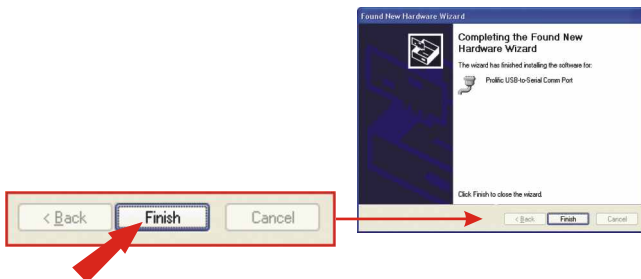 Found New Hardware Wizard
Completing the Found New
Hardware Wizard
The wizard has finished installing the software for:
Prolific USB-to-Serial Comm Port
Click Finish to close the wizard.
< Back Finish Cancel
< Back Finish Cancel